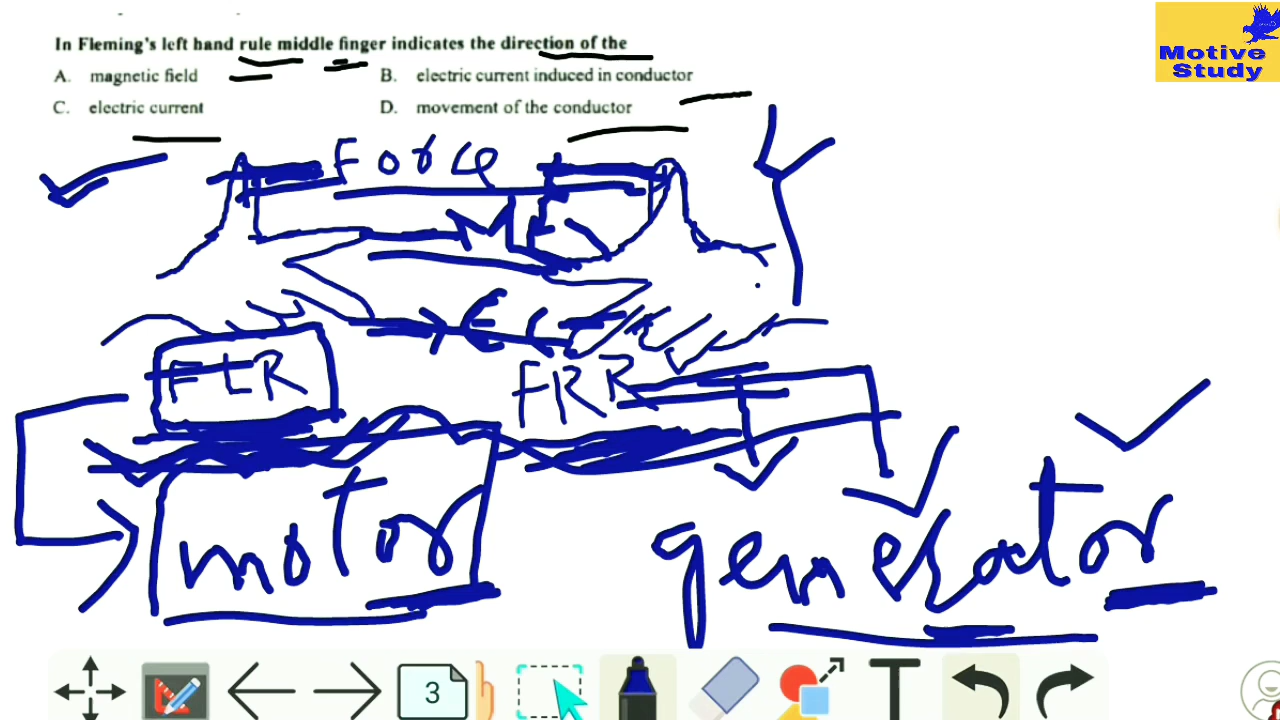 Motive
Study
In Fleming's left hand rule middle finger indicates the direction of the
A. magnetic field
B. electric current induced in conductor
C. electric current
D. movement of the conductor
Force
FLR
FRR
motor
generator
3
T